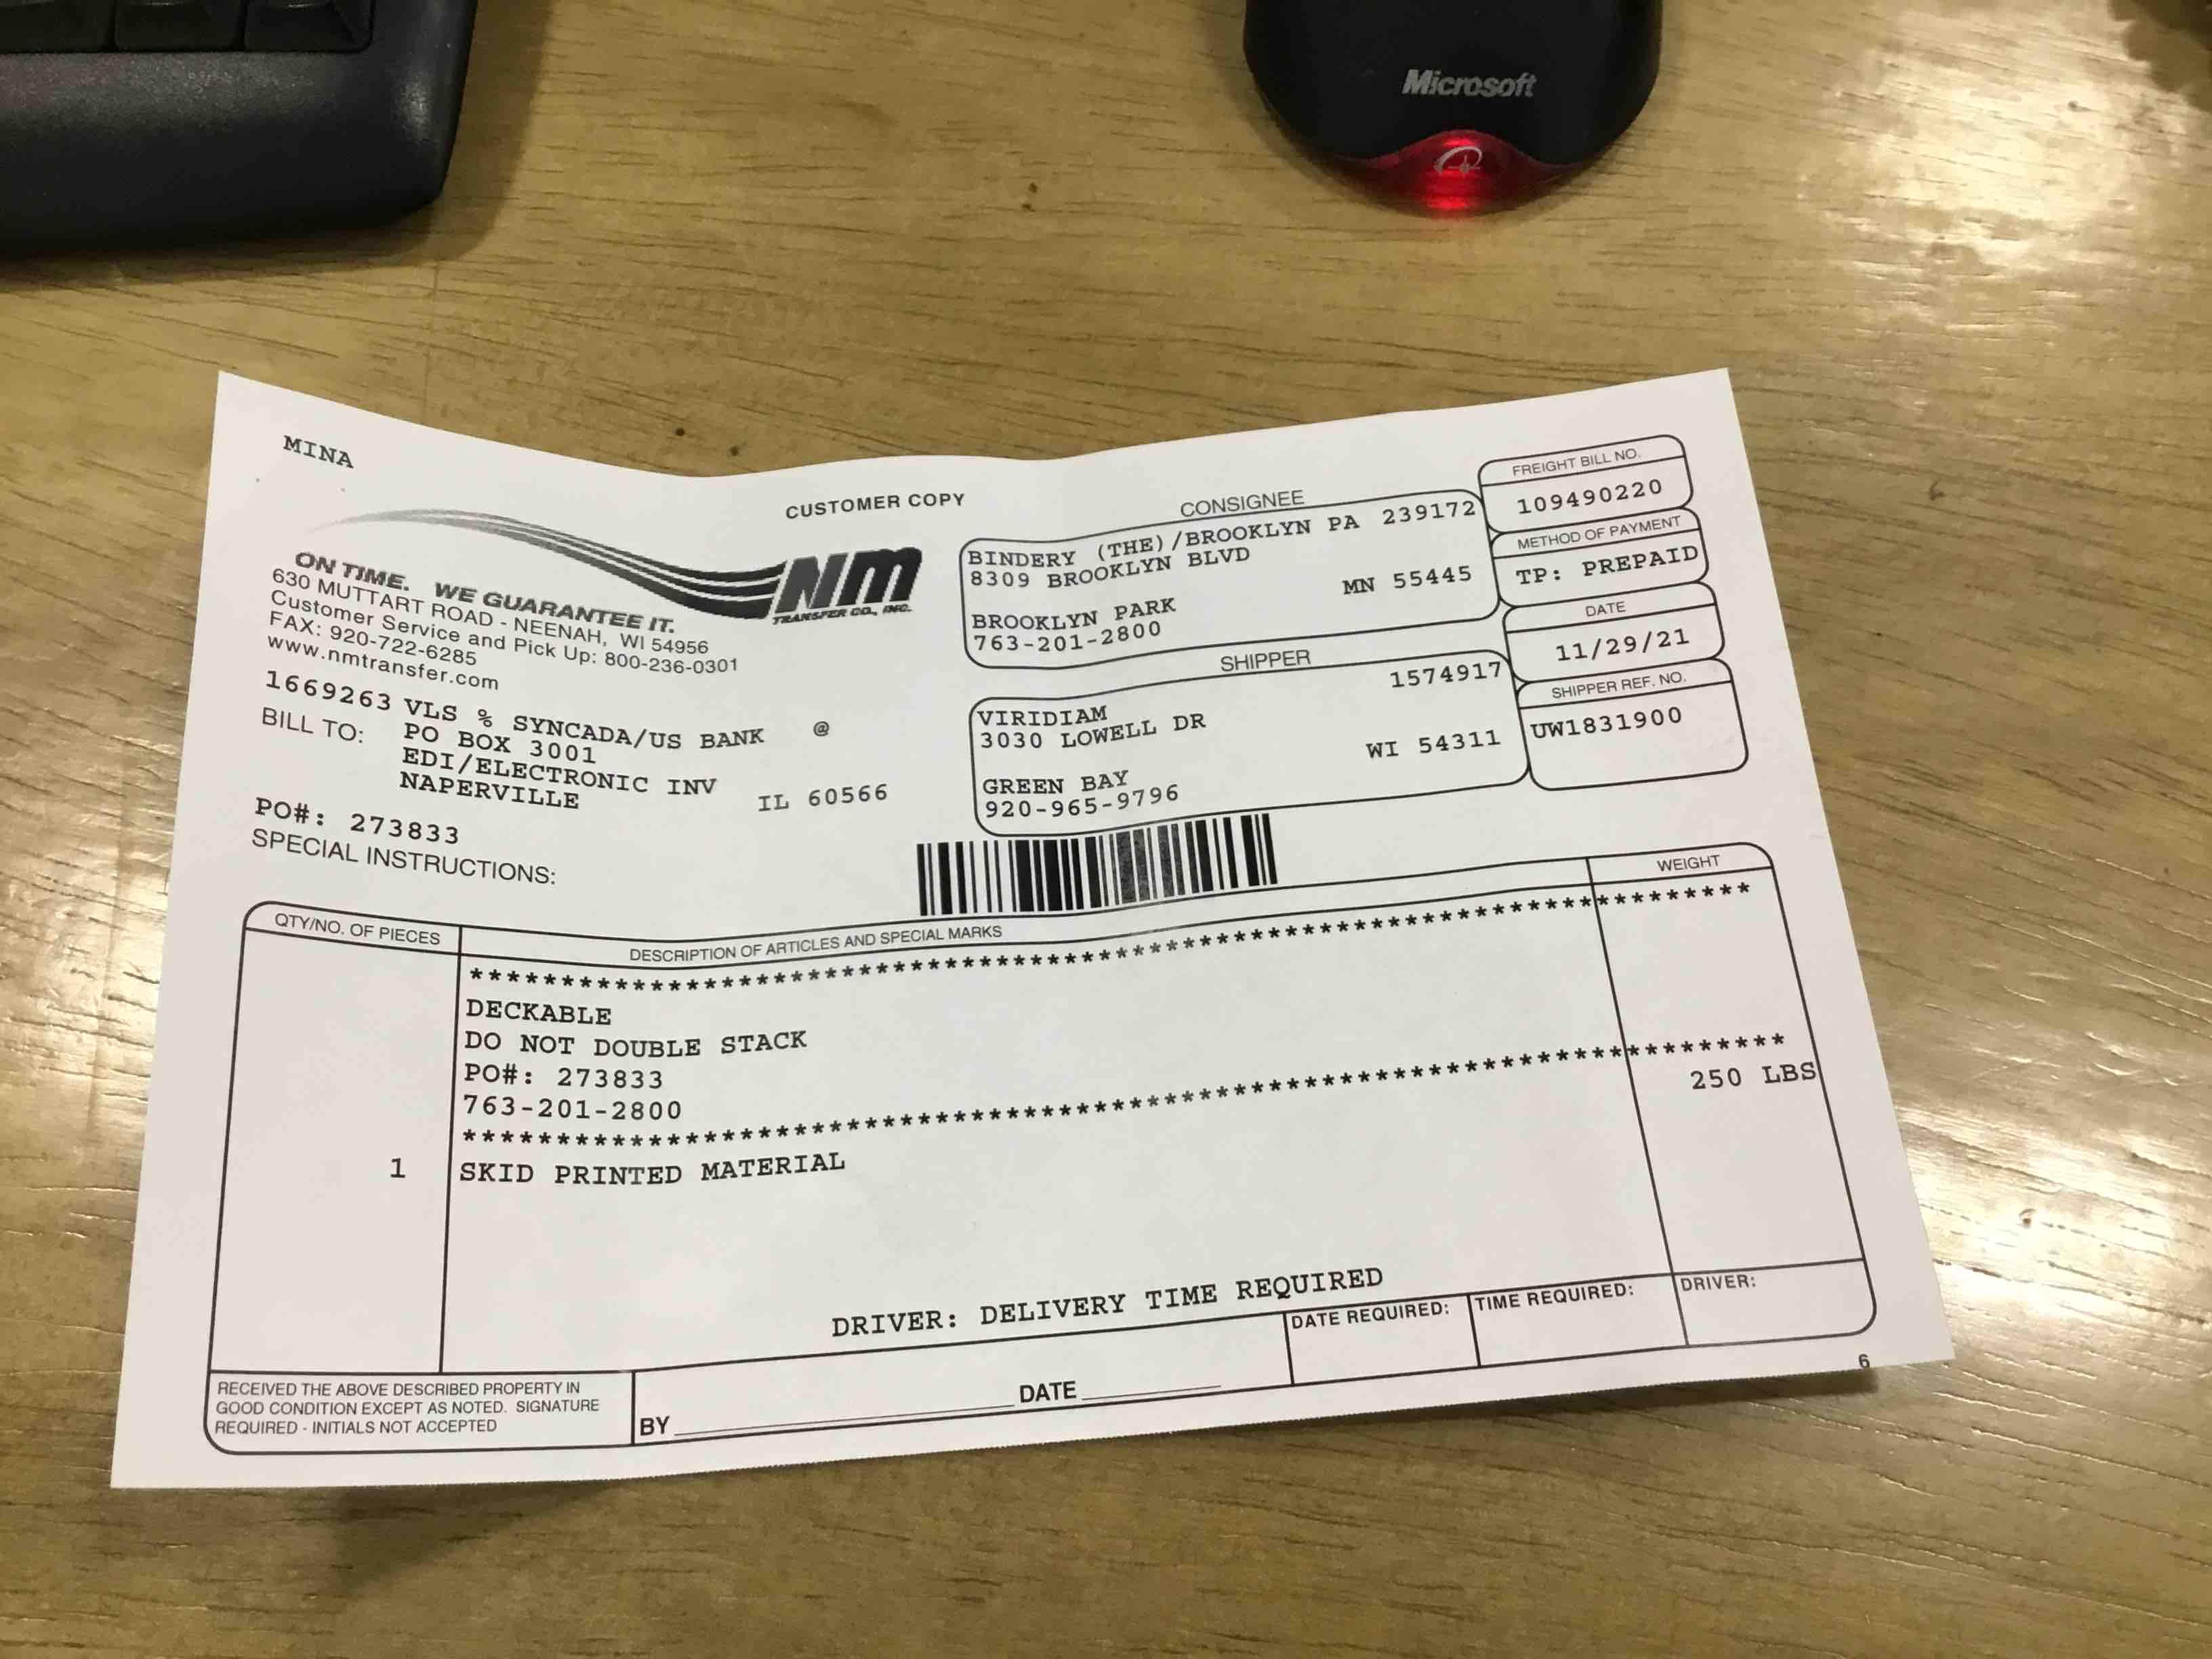 Microsoft
MINA
CUSTOMER COPY
NM
TRANSFER CO., INC.
ON TIME. WE GUARANTEE IT.
630 MUTTART ROAD - NEENAH, WI 54956
Customer Service and Pick Up: 800-236-0301
FAX: 920-722-6285
www.nmtransfer.com
1669263 VLS % SYNCADA/US BANK @
BILL TO: PO BOX 3001
EDI/ELECTRONIC INV
NAPERVILLE IL 60566
PO#: 273833
SPECIAL INSTRUCTIONS:
CONSIGNEE
BINDERY (THE)/BROOKLYN PA 239172
8309 BROOKLYN BLVD
MN 55445
BROOKLYN PARK
763-201-2800
SHIPPER
1574917
VIRIDIAM
3030 LOWELL DR
WI 54311
GREEN BAY
920-965-9796
FREIGHT BILL NO.
109490220
METHOD OF PAYMENT
TP: PREPAID
DATE
11/29/21
SHIPPER REF. NO.
UW1831900
QTY/NO. OF PIECES DESCRIPTION OF ARTICLES AND SPECIAL MARKS WEIGHT
**********************************************************************
DECKABLE
DO NOT DOUBLE STACK
PO#: 273833
763-201-2800
**********************************************************************
1 SKID PRINTED MATERIAL 250 LBS
DRIVER: DELIVERY TIME REQUIRED
RECEIVED THE ABOVE DESCRIBED PROPERTY IN
GOOD CONDITION EXCEPT AS NOTED. SIGNATURE
REQUIRED - INITIALS NOT ACCEPTED
BY DATE
DATE REQUIRED: TIME REQUIRED: DRIVER:
6